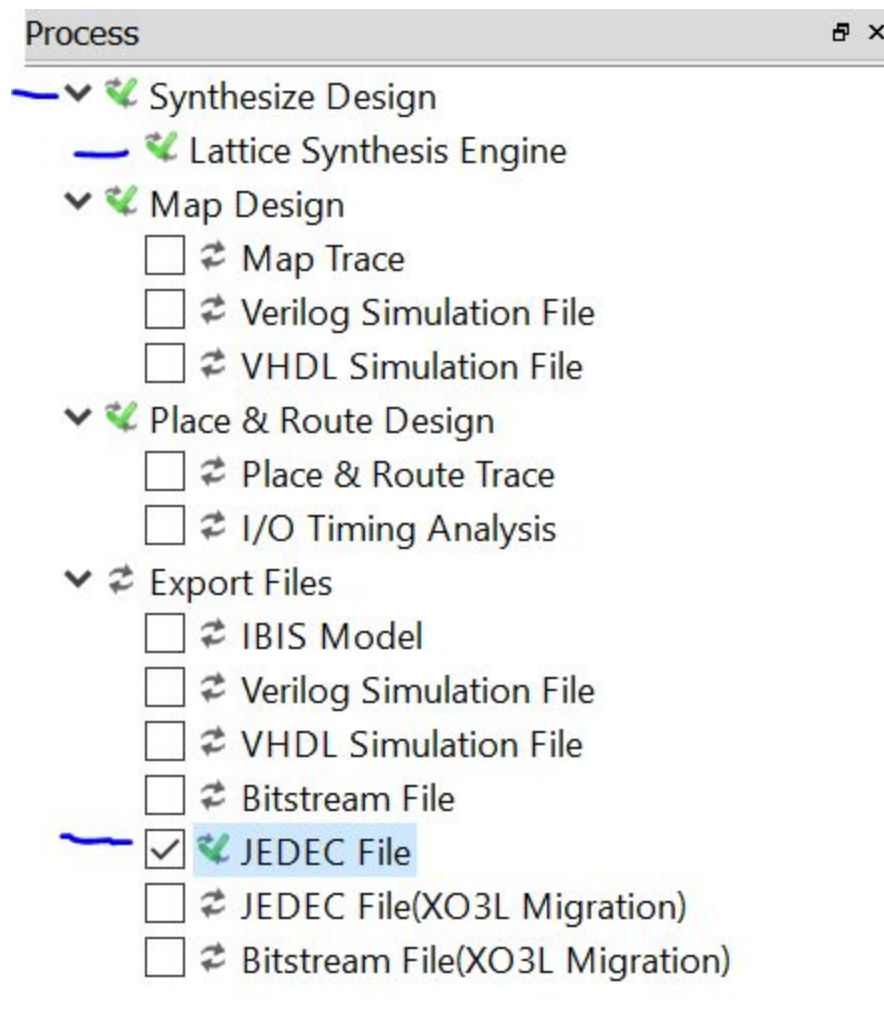 Process
Synthesize Design
Lattice Synthesis Engine
Map Design
Map Trace
Verilog Simulation File
VHDL Simulation File
Place & Route Design
Place & Route Trace
I/O Timing Analysis
Export Files
IBIS Model
Verilog Simulation File
VHDL Simulation File
Bitstream File
JEDEC File
JEDEC File(XO3L Migration)
Bitstream File(XO3L Migration)